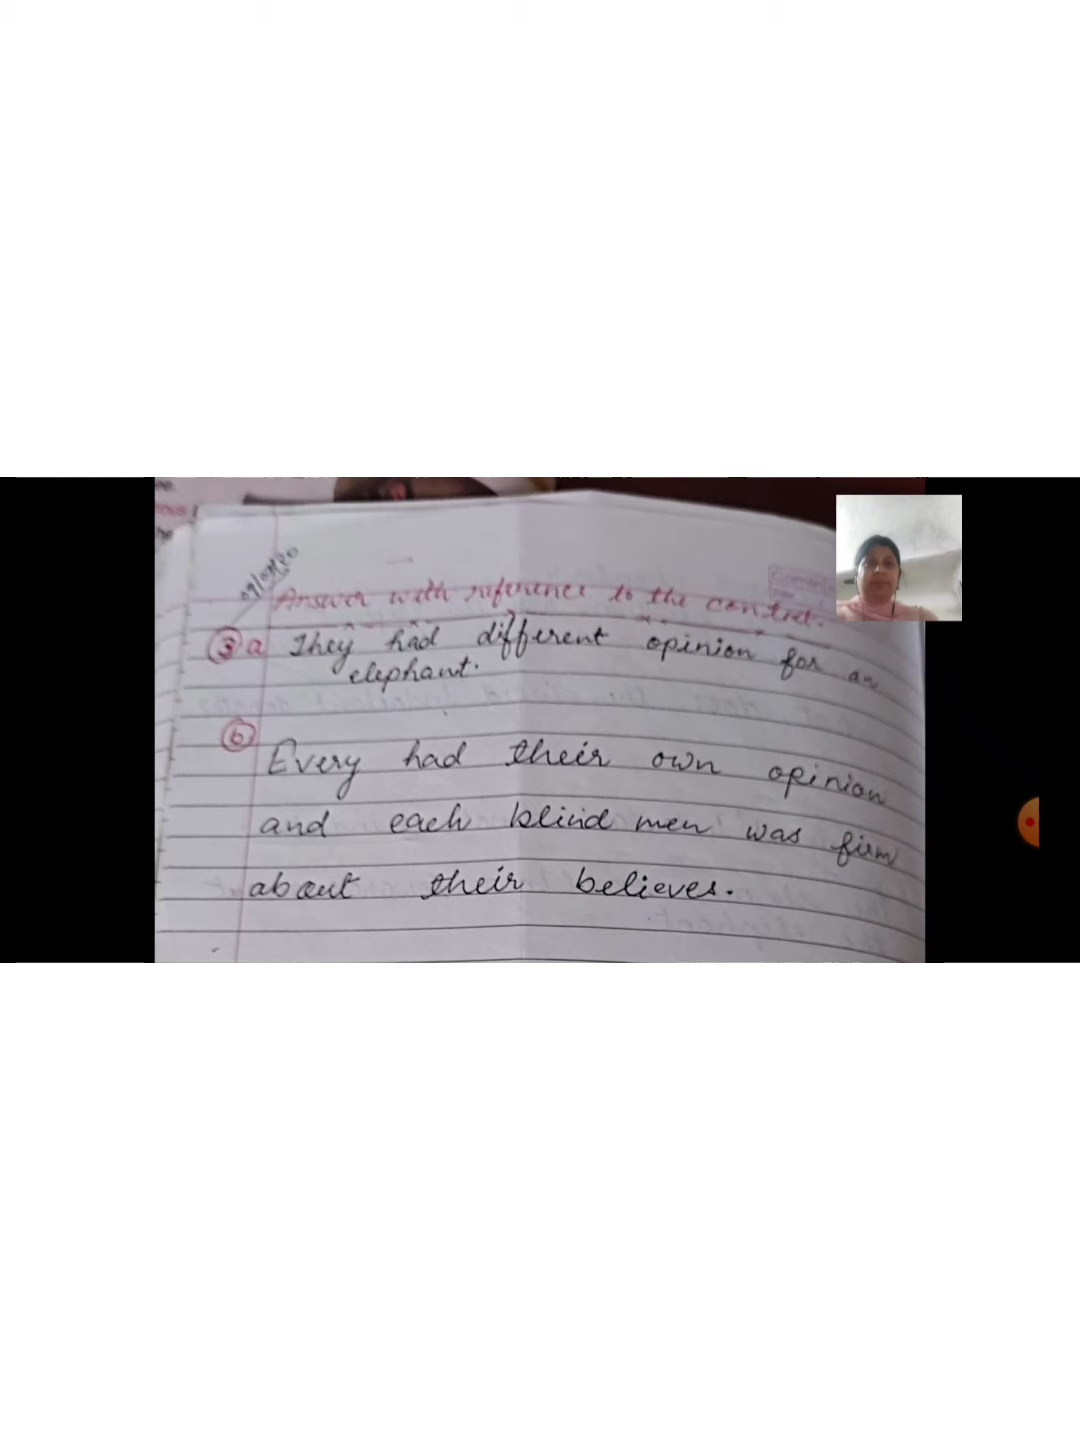 Answer with reference to the context.
3 a They had different opinion for an
elephant.
b
Every had their own opinion
and each blind men was firm
about their believes.